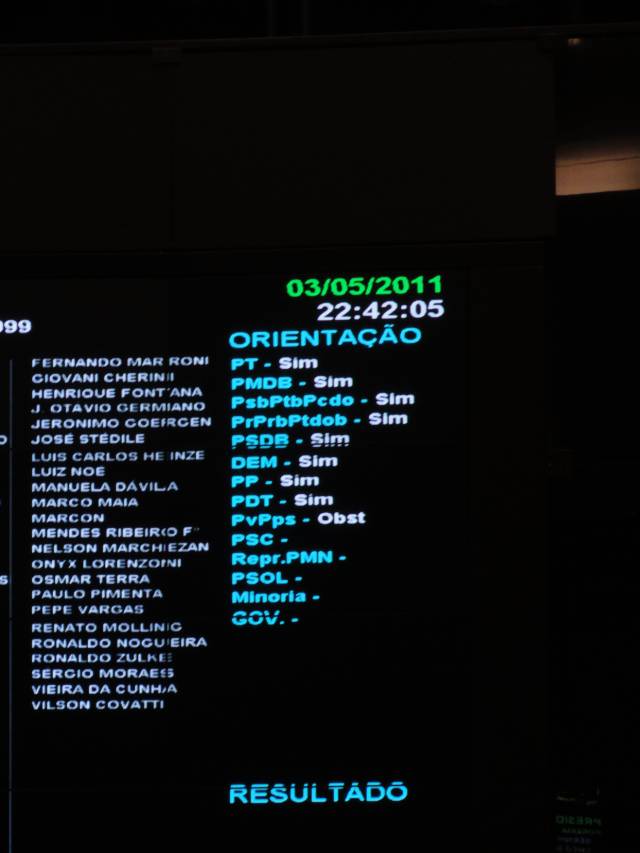 03/05/2011
22:42:05
999
ORIENTAÇÃO
FERNANDO MAR RONI
GIOVANI CHERINI
HENRIQUE FONTANA
J. OTAVIO GERMIANO
JERONIMO GOERGEN
JOSÉ STÉDILE
LUIS CARLOS HEINZE
LUIZ NOÉ
MANUELA DÁVILA
MARCO MAIA
MARCON
MENDES RIBEIRO Fº
NELSON MARCHEZAN
ONYX LORENZONI
OSMAR TERRA
PAULO PIMENTA
PEPE VARGAS
RENATO MOLLING
RONALDO NOGUEIRA
RONALDO ZULKE
SERGIO MORAES
VIEIRA DA CUNHA
VILSON COVATTI
PT - Sim
PMDB - Sim
PsbPtbPcdo - Sim
PrPrbPtdob - Sim
PSDB - Sim
DEM - Sim
PP - Sim
PDT - Sim
PvPps - Obst
PSC -
Repr.PMN -
PSOL -
Minoria -
GOV. -
RESULTADO